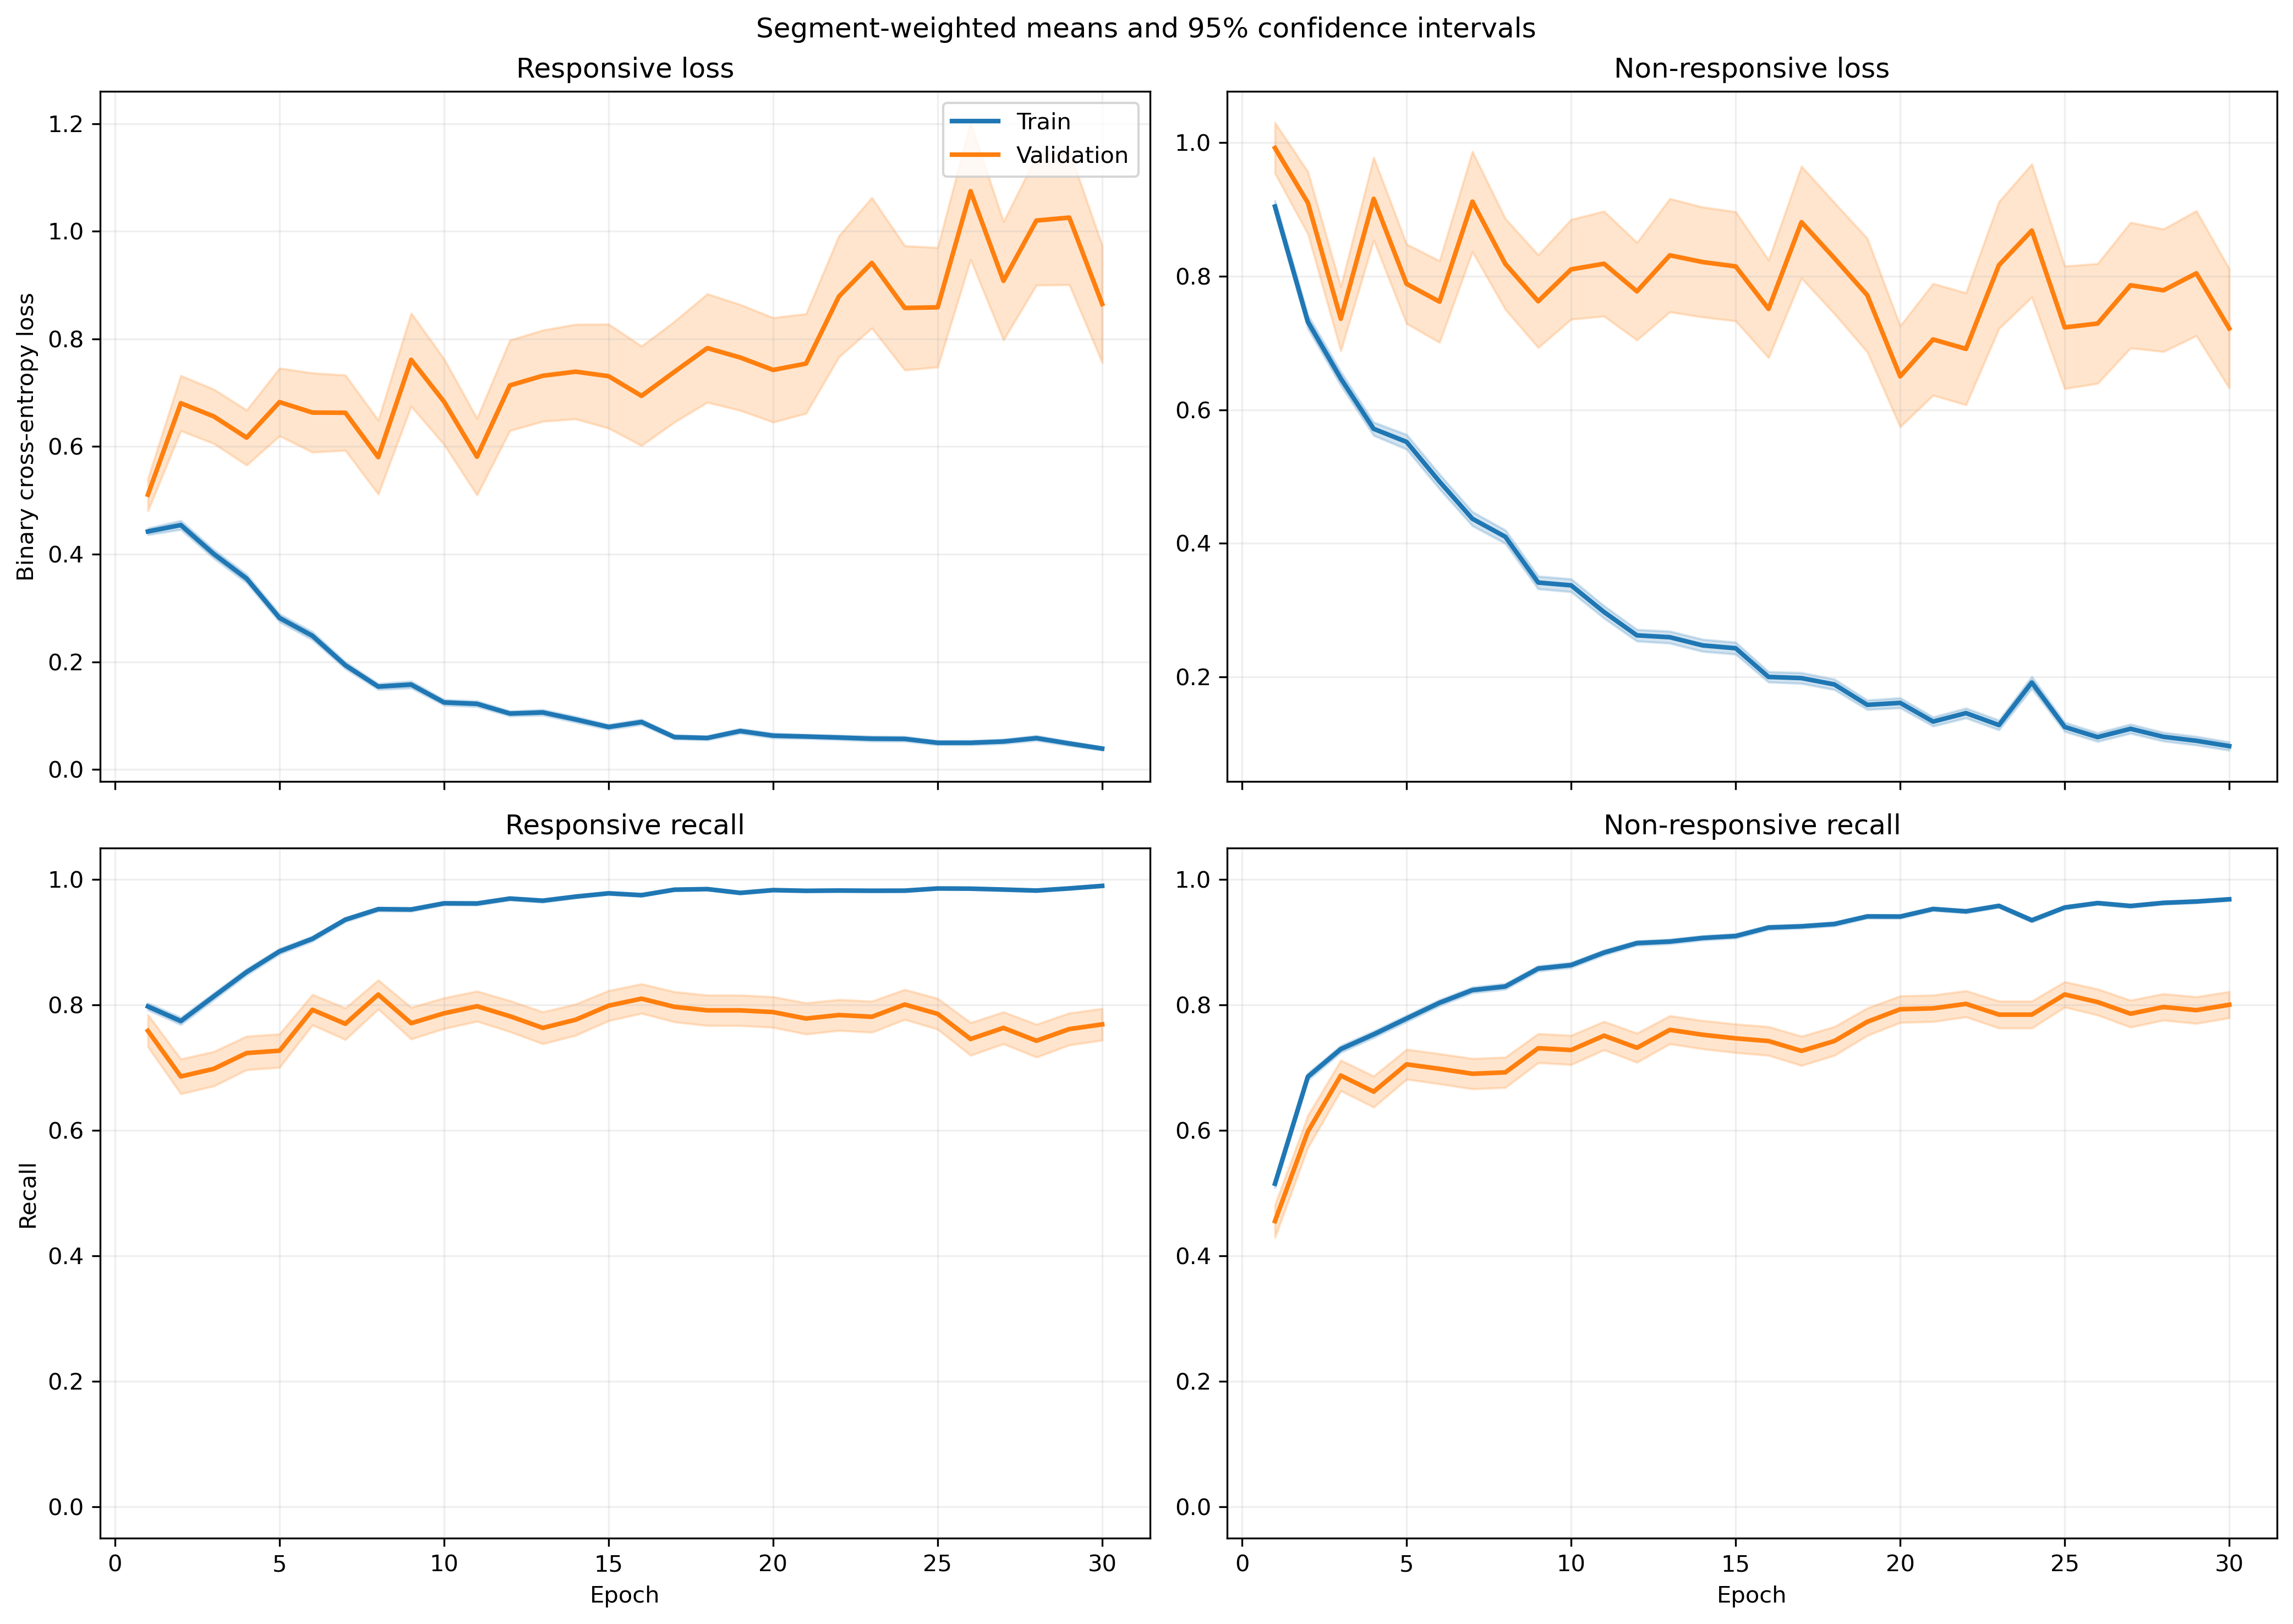 Segment-weighted means and 95% confidence intervals
Responsive loss
Non-responsive loss
Train
Validation
Binary cross-entropy loss
1.2
1.0
0.8
0.6
0.4
0.2
0.0
1.0
0.8
0.6
0.4
0.2
Responsive recall
Non-responsive recall
Recall
1.0
0.8
0.6
0.4
0.2
0.0
0 5 10 15 20 25 30
Epoch
1.0
0.8
0.6
0.4
0.2
0.0
0 5 10 15 20 25 30
Epoch